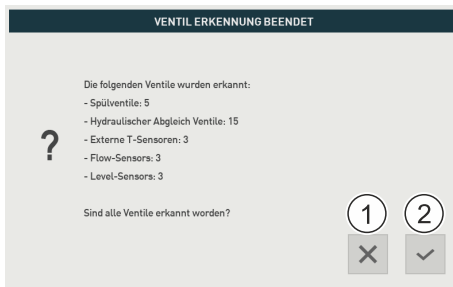 VENTIL ERKENNUNG BEENDET
Die folgenden Ventile wurden erkannt:
- Spülventile: 5
- Hydraulischer Abgleich Ventile: 15
- Externe T-Sensoren: 3
- Flow-Sensors: 3
- Level-Sensors: 3
?
Sind alle Ventile erkannt worden?
1 2